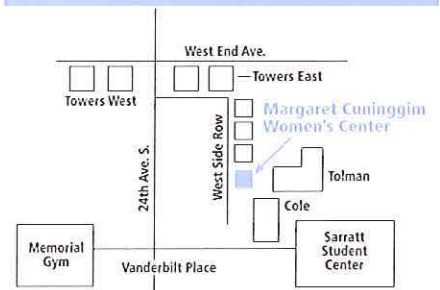 West End Ave.
Towers East
Towers West
Margaret Cuninggim
Women's Center
24th Ave. S.
West Side Row
Tolman
Cole
Memorial
Gym
Vanderbilt Place
Sarratt
Student
Center